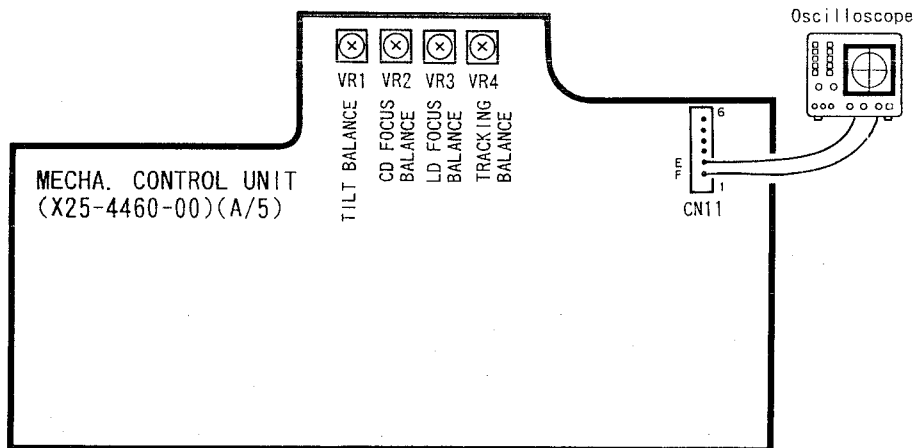 Oscilloscope
VR1 VR2 VR3 VR4
TILT BALANCE
CD FOCUS
BALANCE
LD FOCUS
BALANCE
TRACKING
BALANCE
MECHA. CONTROL UNIT
(X25-4460-00)(A/5)
6
E
F
1
CN11